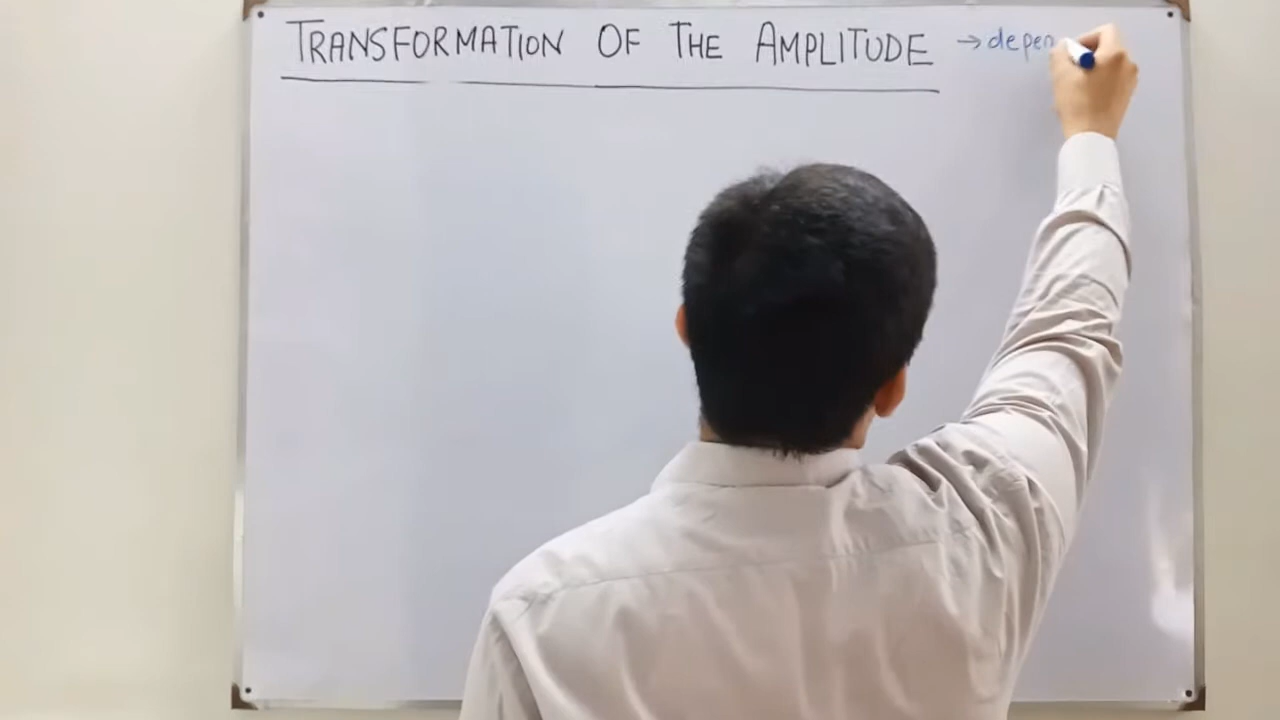 TRANSFORMATION OF THE AMPLITUDE → depen